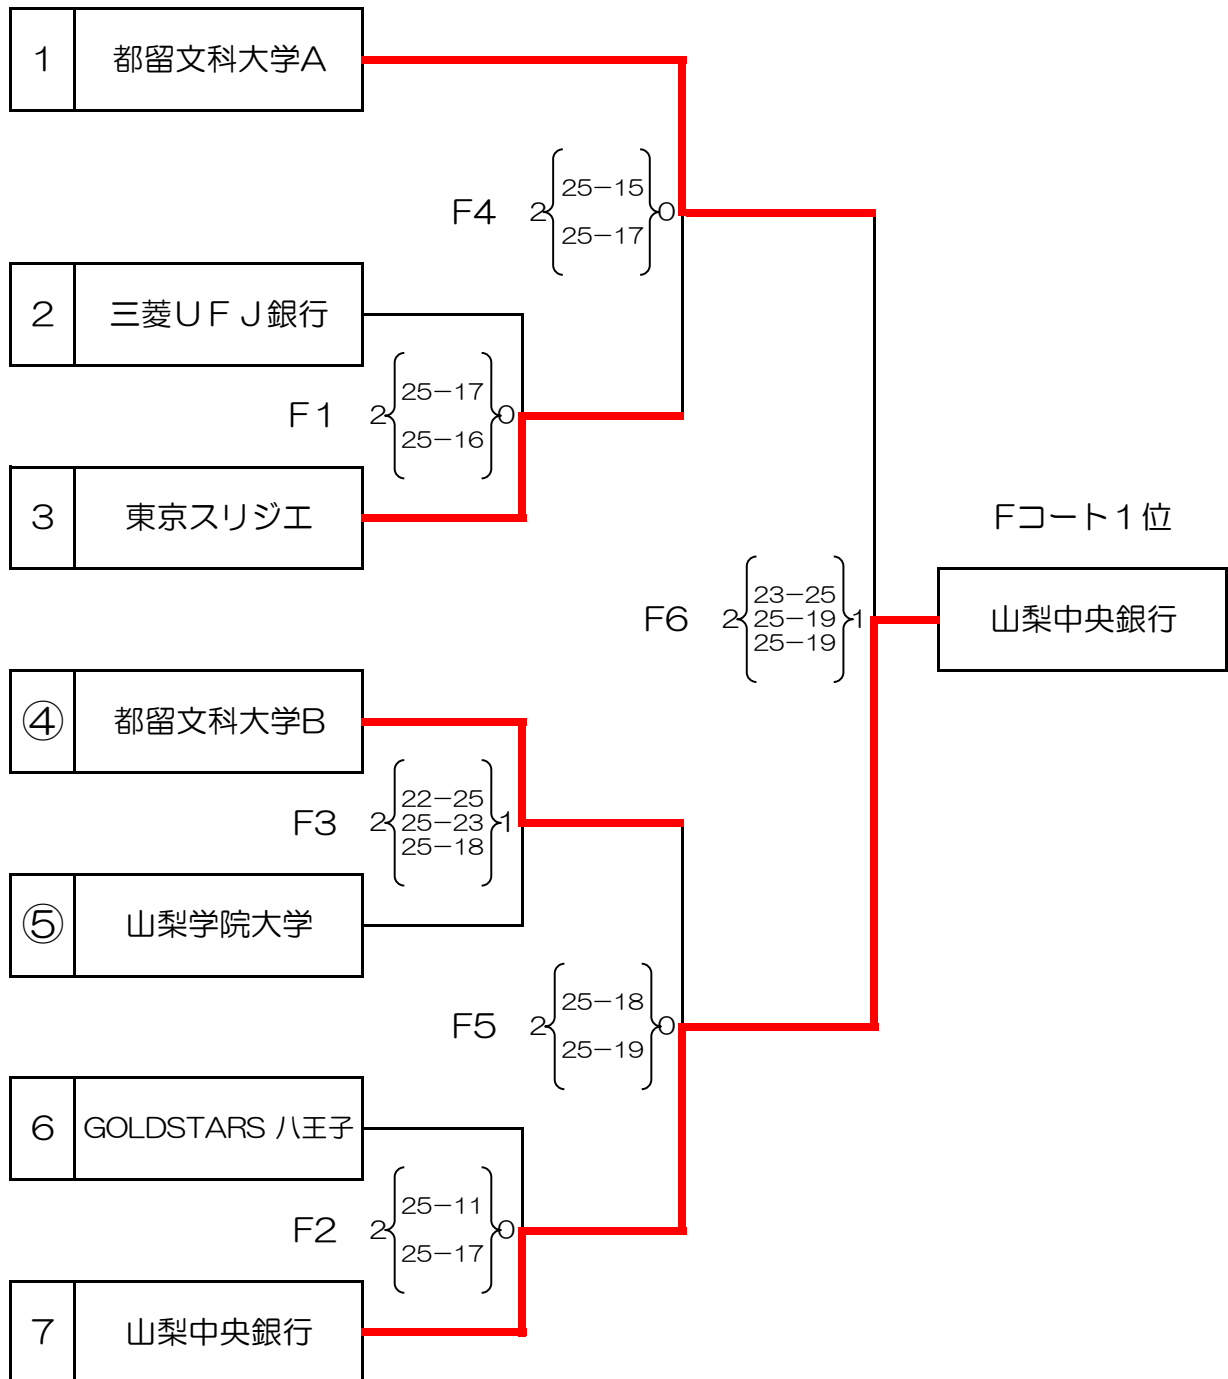 1 都留文科大学A
F4 2 25-15 0
25-17
2 三菱UFJ銀行
F1 2 25-17 0
25-16
3 東京スリジエ
Fコート1位
山梨中央銀行
F6 2 23-25 1
25-19
25-19
④ 都留文科大学B
F3 2 22-25 1
25-23
25-18
⑤ 山梨学院大学
F5 2 25-18 0
25-19
6 GOLDSTARS 八王子
F2 2 25-11 0
25-17
7 山梨中央銀行